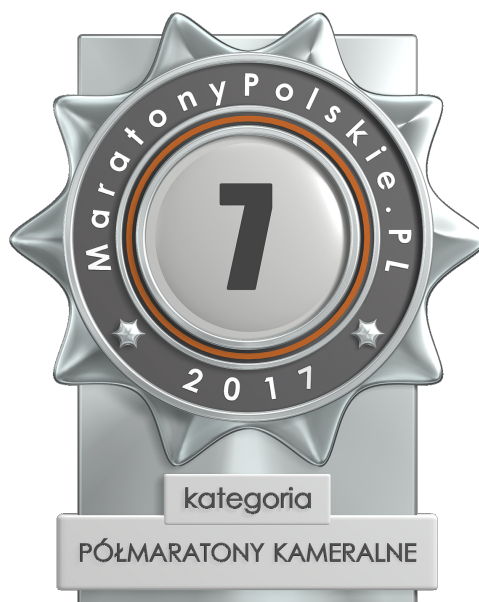 MaratonyPolskie.PL
7
2017
kategoria
PÓŁMARATONY KAMERALNE